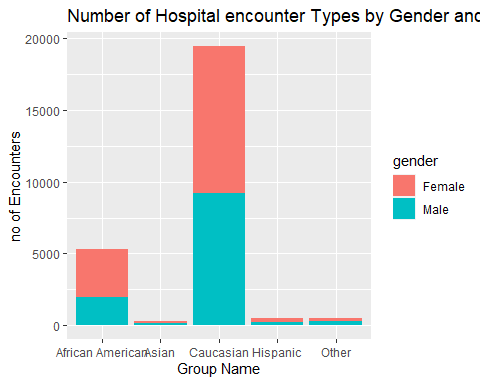 Number of Hospital encounter Types by Gender and
20000
15000
10000
5000
0
no of Encounters
African American
Asian
Caucasian
Hispanic
Other
Group Name
gender
Female
Male